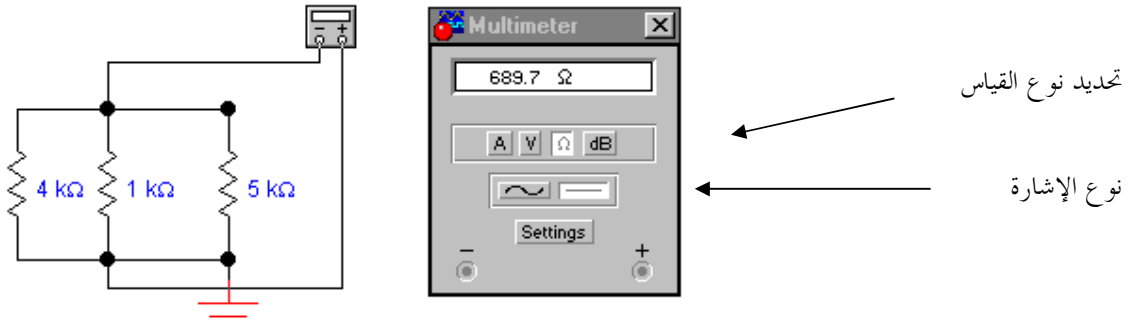 − +
4 kΩ
1 kΩ
5 kΩ
Multimeter
689.7 Ω
A V Ω dB
Settings
− +
تحديد نوع القياس
نوع الإشارة